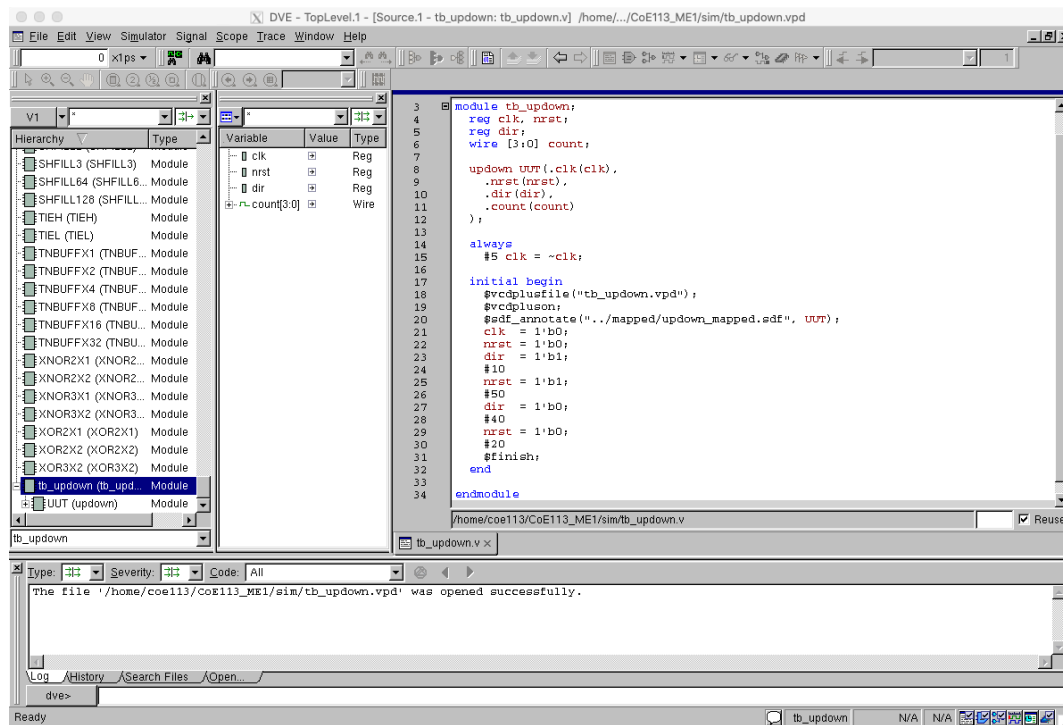 DVE - TopLevel.1 - [Source.1 - tb_updown: tb_updown.v] /home/.../CoE113_ME1/sim/tb_updown.vpd
File Edit View Simulator Signal Scope Trace Window Help
0 x1ps
1
V1 *
Hierarchy Type
SHFILL3 (SHFILL3) Module
SHFILL64 (SHFILL6... Module
SHFILL128 (SHFILL... Module
TIEH (TIEH) Module
TIEL (TIEL) Module
TNBUFFX1 (TNBUF... Module
TNBUFFX2 (TNBUF... Module
TNBUFFX4 (TNBUF... Module
TNBUFFX8 (TNBUF... Module
TNBUFFX16 (TNBU... Module
TNBUFFX32 (TNBU... Module
XNOR2X1 (XNOR2... Module
XNOR2X2 (XNOR2... Module
XNOR3X1 (XNOR3... Module
XNOR3X2 (XNOR3... Module
XOR2X1 (XOR2X1) Module
XOR2X2 (XOR2X2) Module
XOR3X2 (XOR3X2) Module
tb_updown (tb_upd... Module
UUT (updown) Module
tb_updown
*
Variable Value Type
clk Reg
nrst Reg
dir Reg
count[3:0] Wire
3 module tb_updown;
4 reg clk, nrst;
5 reg dir;
6 wire [3:0] count;
7
8 updown UUT(.clk(clk),
9 .nrst(nrst),
10 .dir(dir),
11 .count(count)
12 );
13
14 always
15 #5 clk = ~clk;
16
17 initial begin
18 $vcdplusfile("tb_updown.vpd");
19 $vcdpluson;
20 $sdf_annotate("../mapped/updown_mapped.sdf", UUT);
21 clk = 1'b0;
22 nrst = 1'b0;
23 dir = 1'b1;
24 #10
25 nrst = 1'b1;
26 #50
27 dir = 1'b0;
28 #40
29 nrst = 1'b0;
30 #20
31 $finish;
32 end
33
34 endmodule
/home/coe113/CoE113_ME1/sim/tb_updown.v
Reuse
tb_updown.v
Type: Severity: Code: All
The file '/home/coe113/CoE113_ME1/sim/tb_updown.vpd' was opened successfully.
Log History Search Files Open...
dve>
Ready
tb_updown N/A N/A